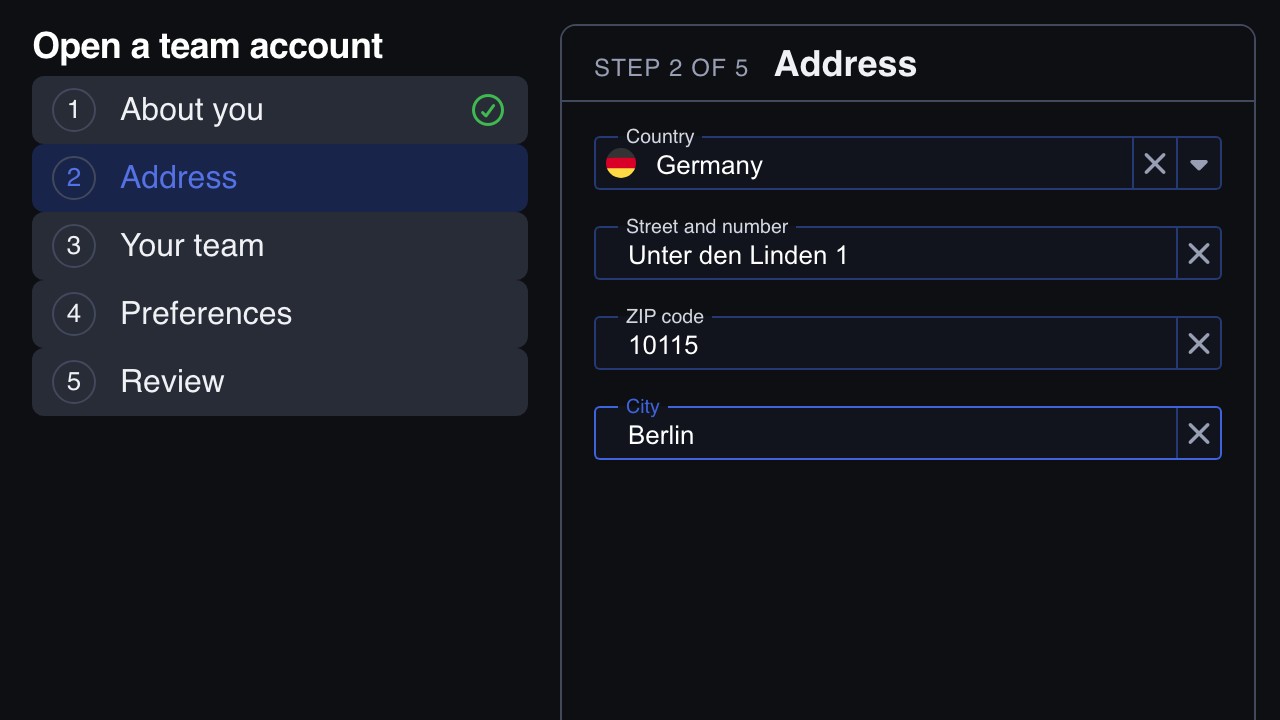 Open a team account
1 About you
2 Address
3 Your team
4 Preferences
5 Review
STEP 2 OF 5 Address
Country
Germany
Street and number
Unter den Linden 1
ZIP code
10115
City
Berlin